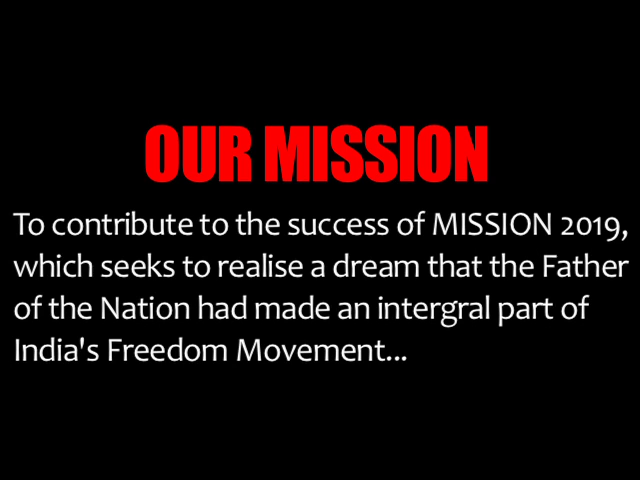 OUR MISSION
To contribute to the success of MISSION 2019,
which seeks to realise a dream that the Father
of the Nation had made an intergral part of
India's Freedom Movement...